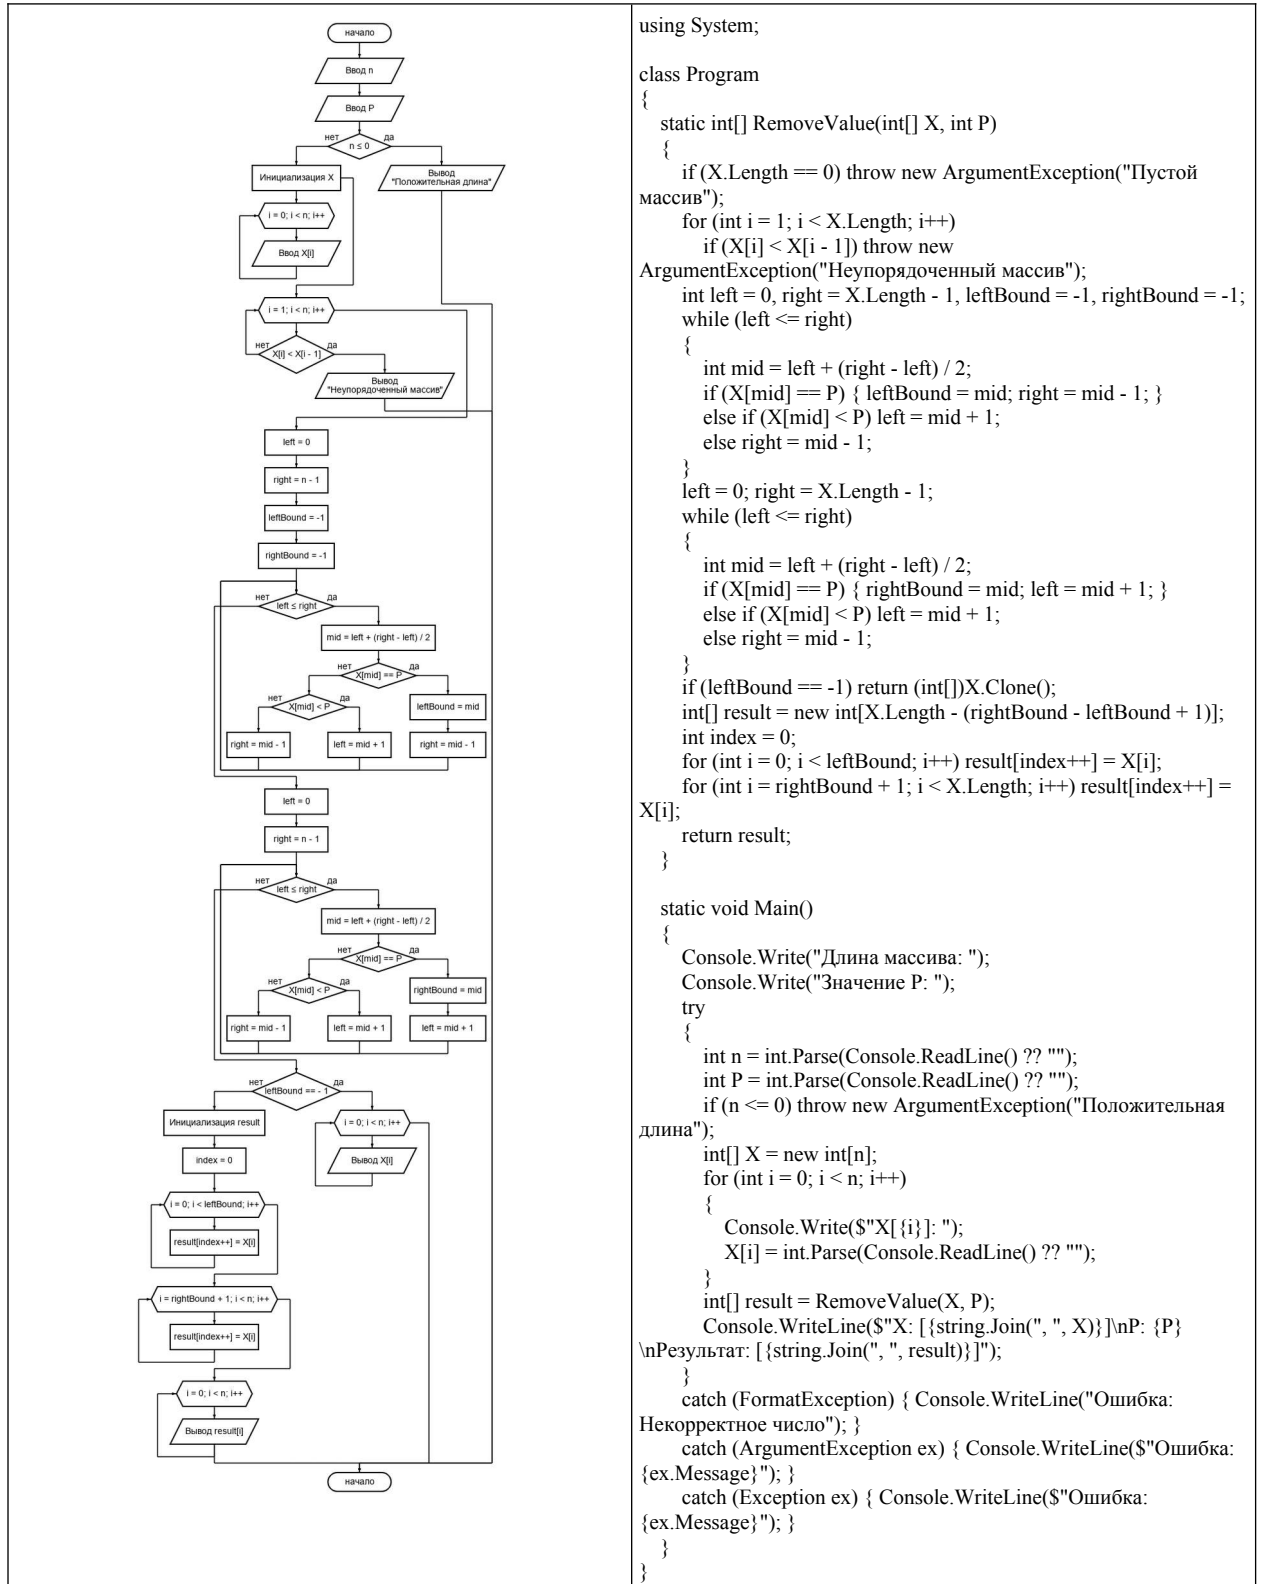 начало
Ввод n
Ввод P
нет
да
n ≤ 0
Инициализация X
Вывод
"Положительная длина"
i = 0; i < n; i++
Ввод X[i]
i = 1; i < n; i++
нет
да
X[i] < X[i - 1]
Вывод
"Неупорядоченный массив"
left = 0
right = n - 1
leftBound = -1
rightBound = -1
нет
да
left ≤ right
mid = left + (right - left) / 2
нет
да
X[mid] == P
нет
да
X[mid] < P
leftBound = mid
right = mid - 1
left = mid + 1
right = mid - 1
left = 0
right = n - 1
нет
да
left ≤ right
mid = left + (right - left) / 2
нет
да
X[mid] == P
нет
да
X[mid] < P
rightBound = mid
right = mid - 1
left = mid + 1
left = mid + 1
нет
да
leftBound == - 1
Инициализация result
i = 0; i < n; i++
index = 0
Вывод X[i]
i = 0; i < leftBound; i++
result[index++] = X[i]
i = rightBound + 1; i < n; i++
result[index++] = X[i]
i = 0; i < n; i++
Вывод result[i]
начало
using System;
class Program
{
static int[] RemoveValue(int[] X, int P)
{
if (X.Length == 0) throw new ArgumentException("Пустой
массив");
for (int i = 1; i < X.Length; i++)
if (X[i] < X[i - 1]) throw new
ArgumentException("Неупорядоченный массив");
int left = 0, right = X.Length - 1, leftBound = -1, rightBound = -1;
while (left <= right)
{
int mid = left + (right - left) / 2;
if (X[mid] == P) { leftBound = mid; right = mid - 1; }
else if (X[mid] < P) left = mid + 1;
else right = mid - 1;
}
left = 0; right = X.Length - 1;
while (left <= right)
{
int mid = left + (right - left) / 2;
if (X[mid] == P) { rightBound = mid; left = mid + 1; }
else if (X[mid] < P) left = mid + 1;
else right = mid - 1;
}
if (leftBound == -1) return (int[])X.Clone();
int[] result = new int[X.Length - (rightBound - leftBound + 1)];
int index = 0;
for (int i = 0; i < leftBound; i++) result[index++] = X[i];
for (int i = rightBound + 1; i < X.Length; i++) result[index++] =
X[i];
return result;
}
static void Main()
{
Console.Write("Длина массива: ");
Console.Write("Значение P: ");
try
{
int n = int.Parse(Console.ReadLine() ?? "");
int P = int.Parse(Console.ReadLine() ?? "");
if (n <= 0) throw new ArgumentException("Положительная
длина");
int[] X = new int[n];
for (int i = 0; i < n; i++)
{
Console.Write($"X[{i}]: ");
X[i] = int.Parse(Console.ReadLine() ?? "");
}
int[] result = RemoveValue(X, P);
Console.WriteLine($"X: [{string.Join(", ", X)}]\nP: {P}
\nРезультат: [{string.Join(", ", result)}]");
}
catch (FormatException) { Console.WriteLine("Ошибка:
Некорректное число"); }
catch (ArgumentException ex) { Console.WriteLine($"Ошибка:
{ex.Message}"); }
catch (Exception ex) { Console.WriteLine($"Ошибка:
{ex.Message}"); }
}
}